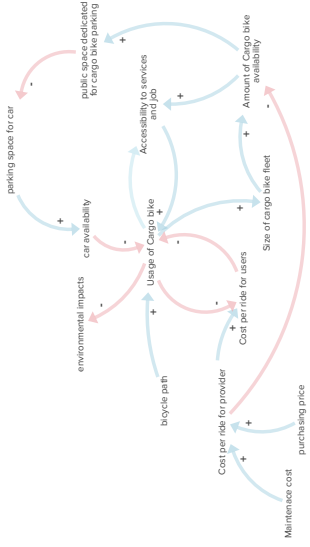 parking space for car
public space dedicated
for cargo bike parking
+
-
Amount of Cargo bike
availability
Accessibility to services
and job
+
+
car availability
-
Usage of Cargo bike
+
+
+
-
-
Size of cargo bike fleet
environmental impacts
-
-
-
Cost per ride for users
+
bicycle path
+
Cost per ride for provider
+
+
purchasing price
Maintenace cost